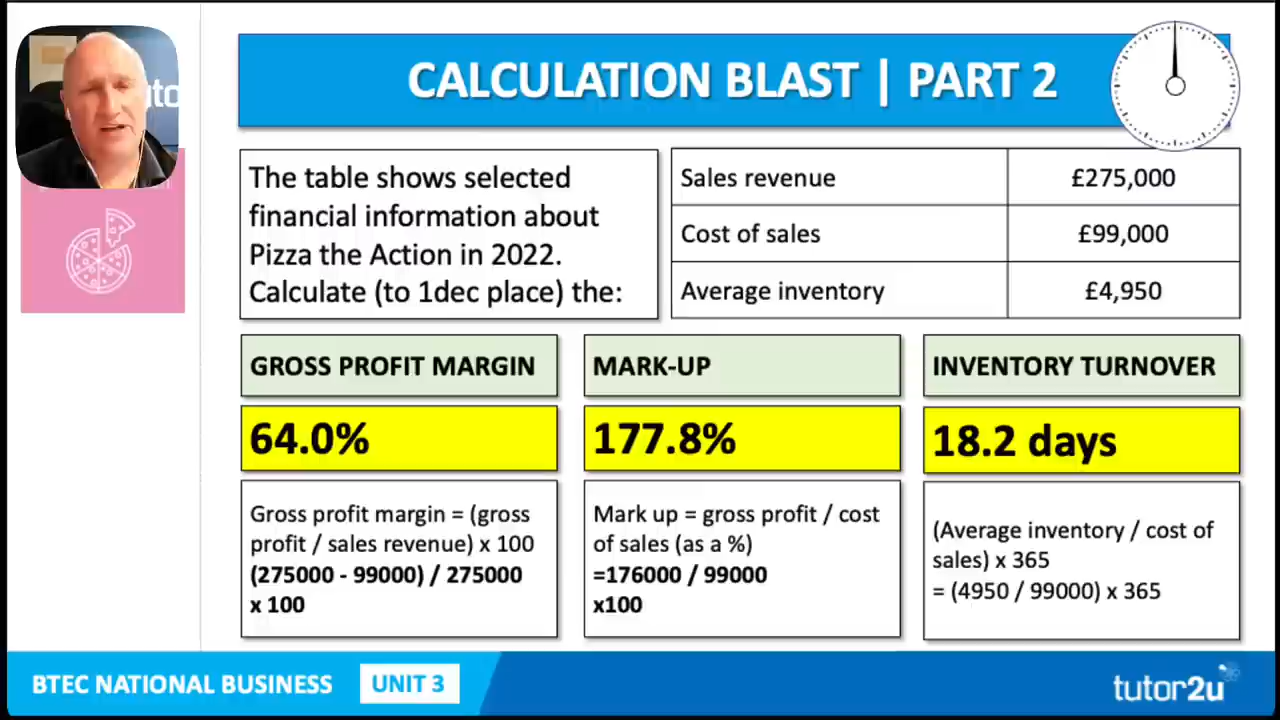 CALCULATION BLAST | PART 2
The table shows selected
financial information about
Pizza the Action in 2022.
Calculate (to 1dec place) the:
Sales revenue £275,000
Cost of sales £99,000
Average inventory £4,950
GROSS PROFIT MARGIN
64.0%
Gross profit margin = (gross
profit / sales revenue) x 100
(275000 - 99000) / 275000
x 100
MARK-UP
177.8%
Mark up = gross profit / cost
of sales (as a %)
=176000 / 99000
x100
INVENTORY TURNOVER
18.2 days
(Average inventory / cost of
sales) x 365
= (4950 / 99000) x 365
BTEC NATIONAL BUSINESS UNIT 3
tutor2u